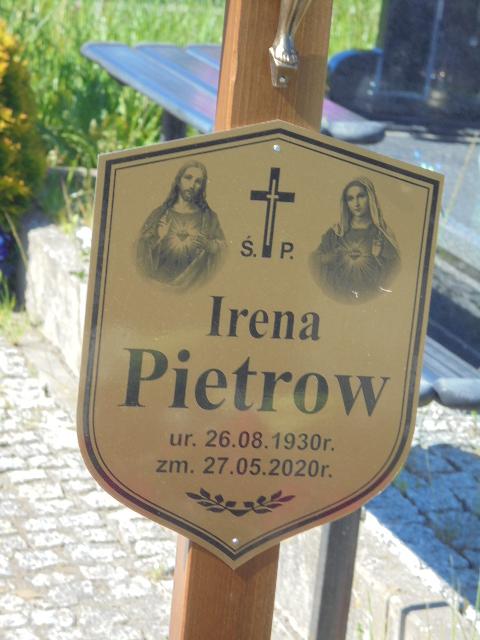 Ś. P.
Irena
Pietrow
ur. 26.08.1930r.
zm. 27.05.2020r.